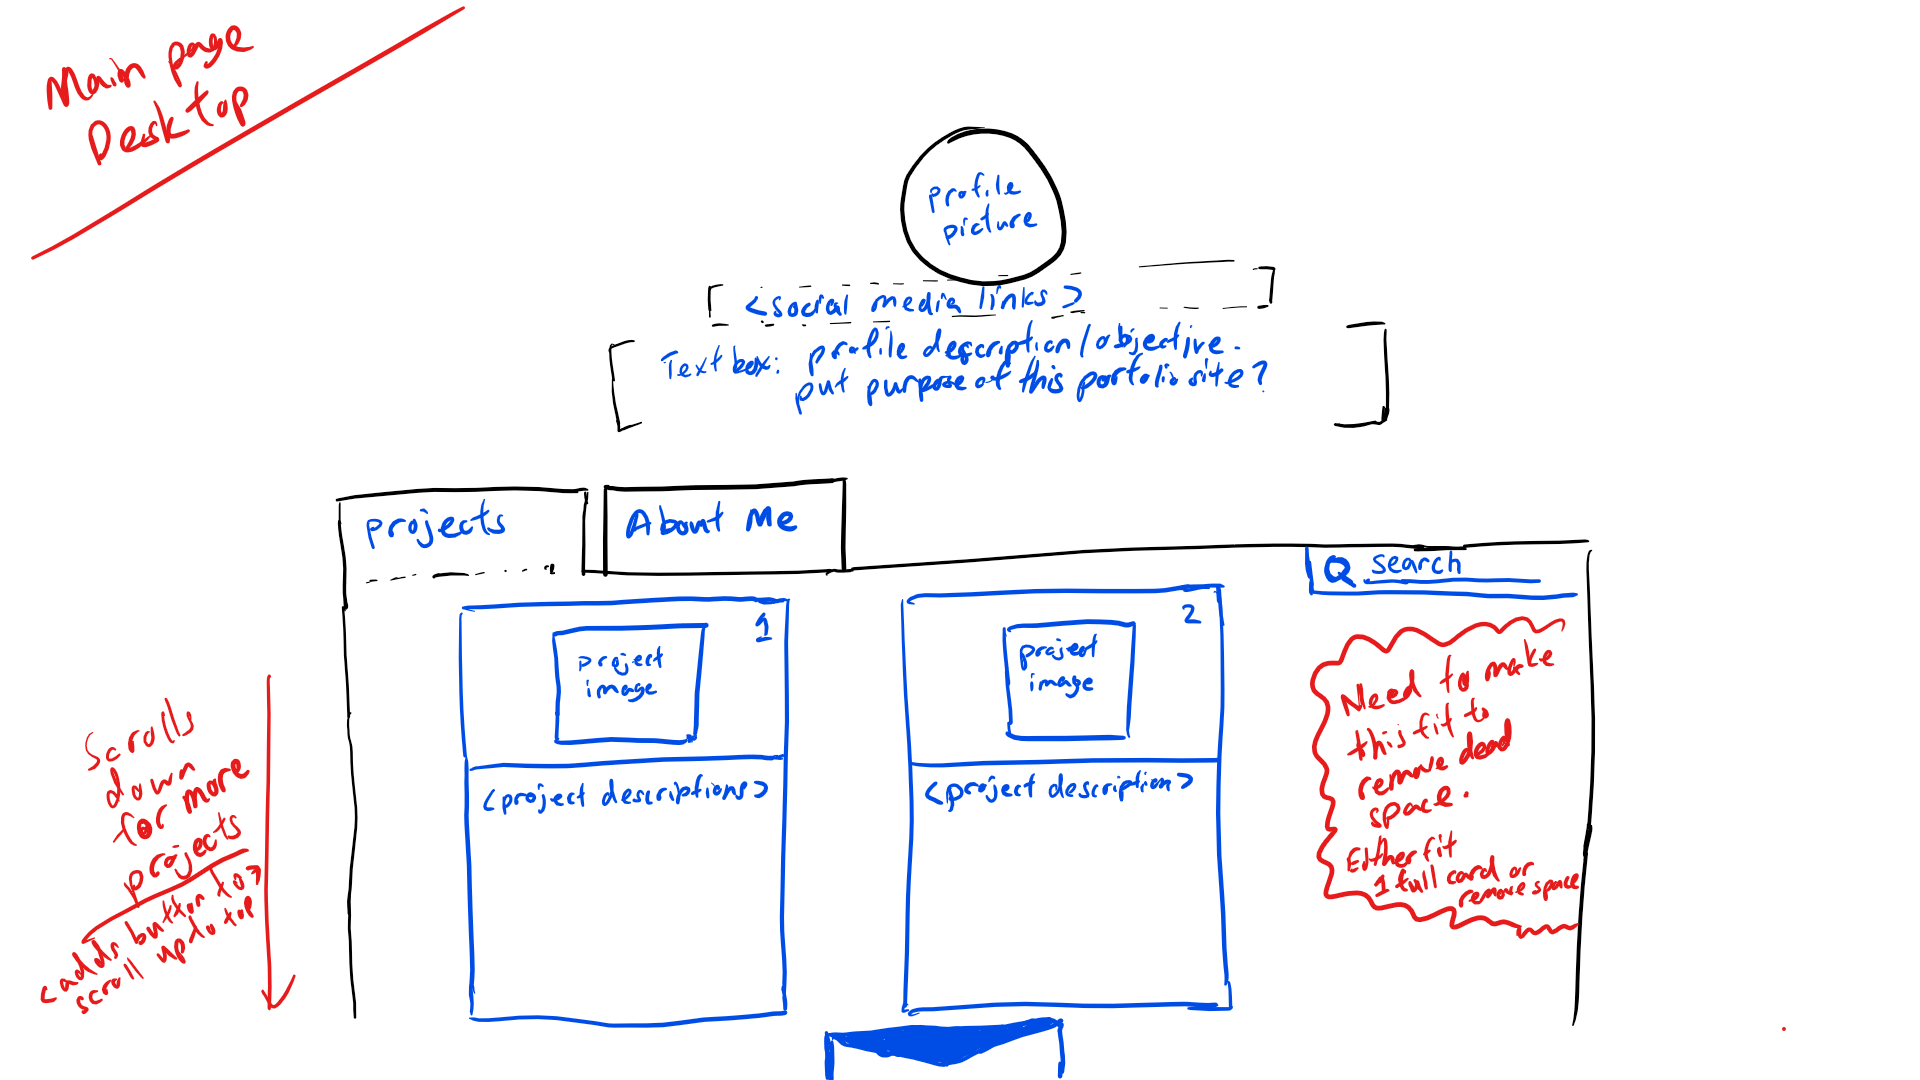 Main page
Desktop
profile
picture
<social media links>
Text box: profile description/objective.
put purpose of this portfolio site?
projects
About Me
Q search
1
project
image
<project descriptions>
2
project
image
<project description>
Need to make
this fit to
remove dead
space.
Either fit
1 full card or
remove space
Scrolls
down
for more
projects
<adds button to>
scroll up to top